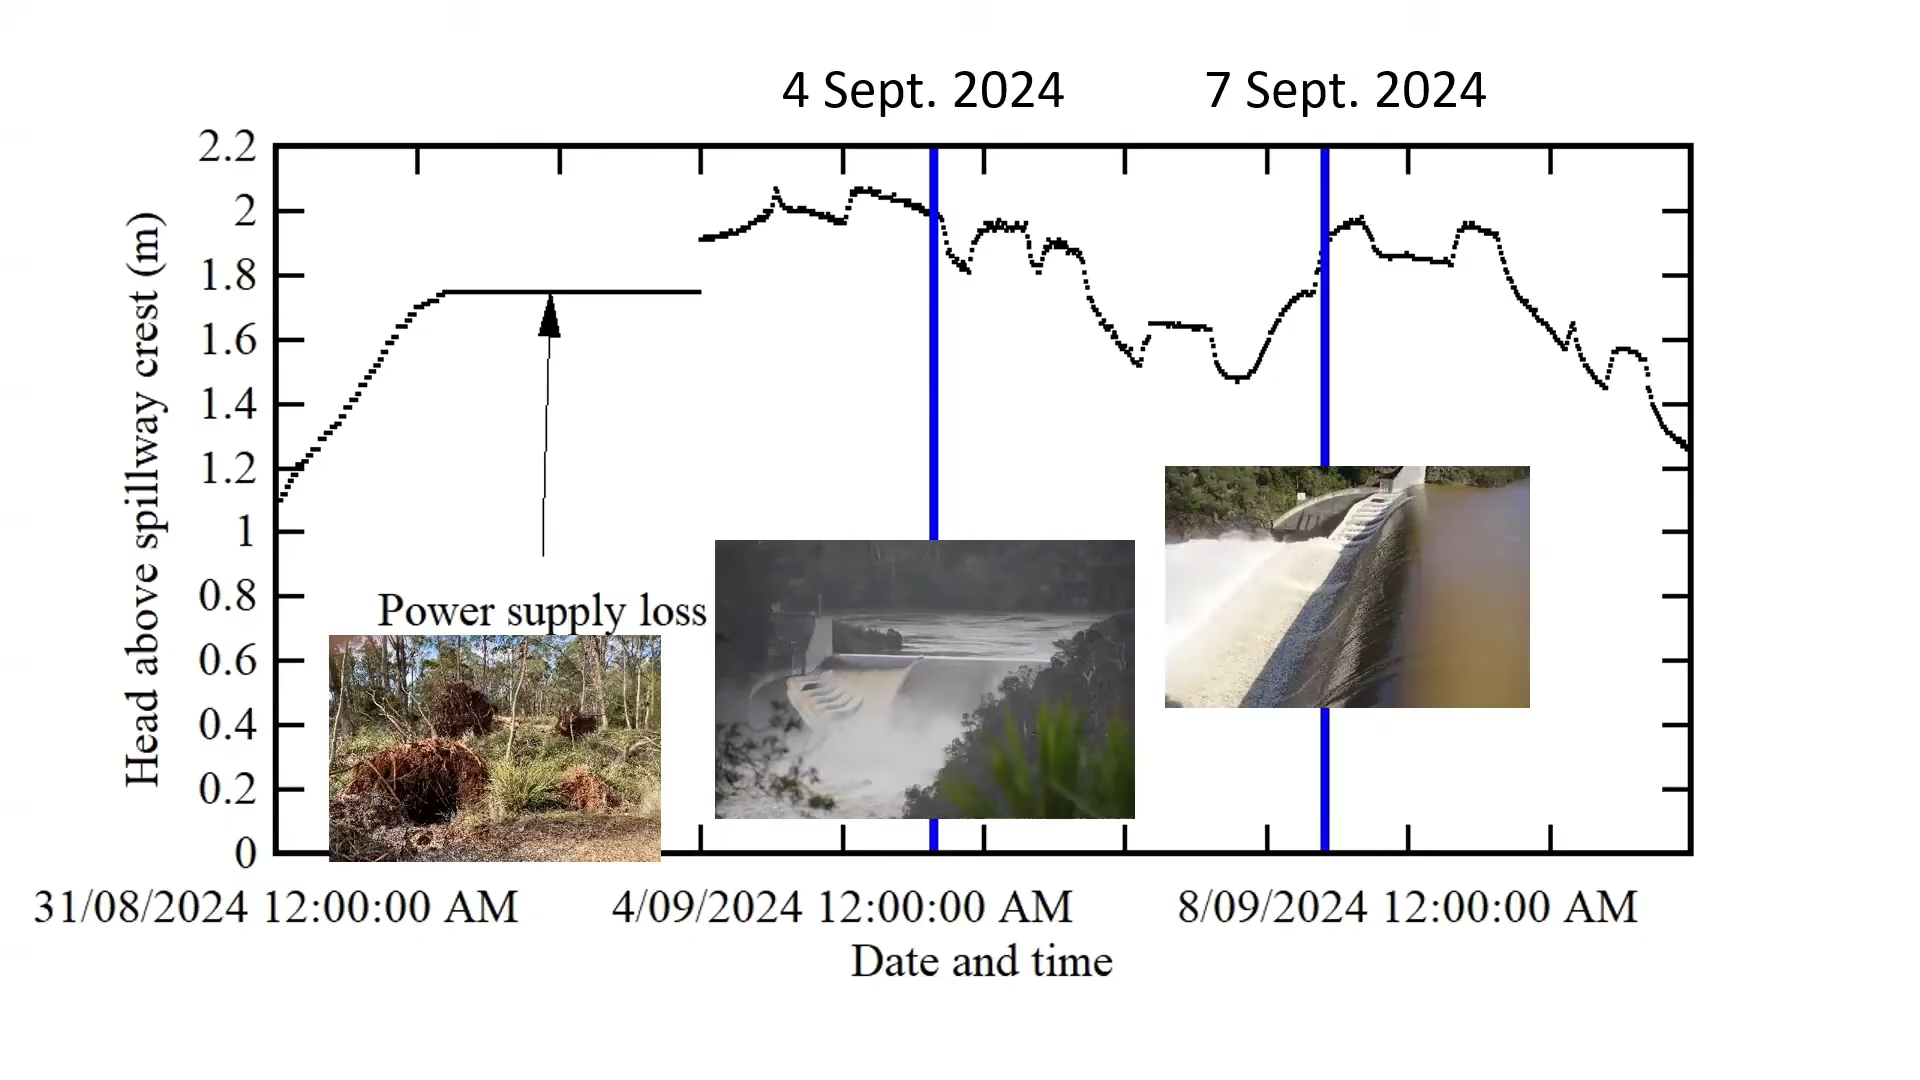 4 Sept. 2024
7 Sept. 2024
Head above spillway crest (m)
2.2
2
1.8
1.6
1.4
1.2
1
0.8
0.6
0.4
0.2
0
Power supply loss
31/08/2024 12:00:00 AM
4/09/2024 12:00:00 AM
8/09/2024 12:00:00 AM
Date and time